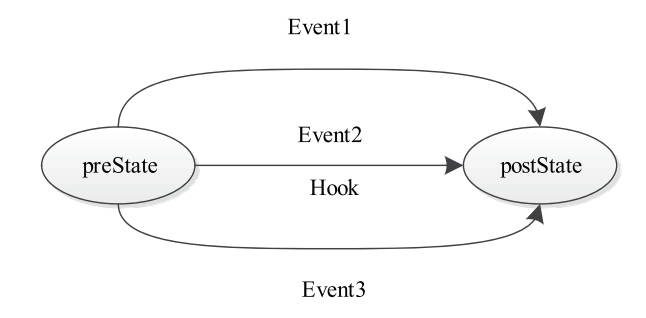 Event1
Event2
preState
postState
Hook
Event3